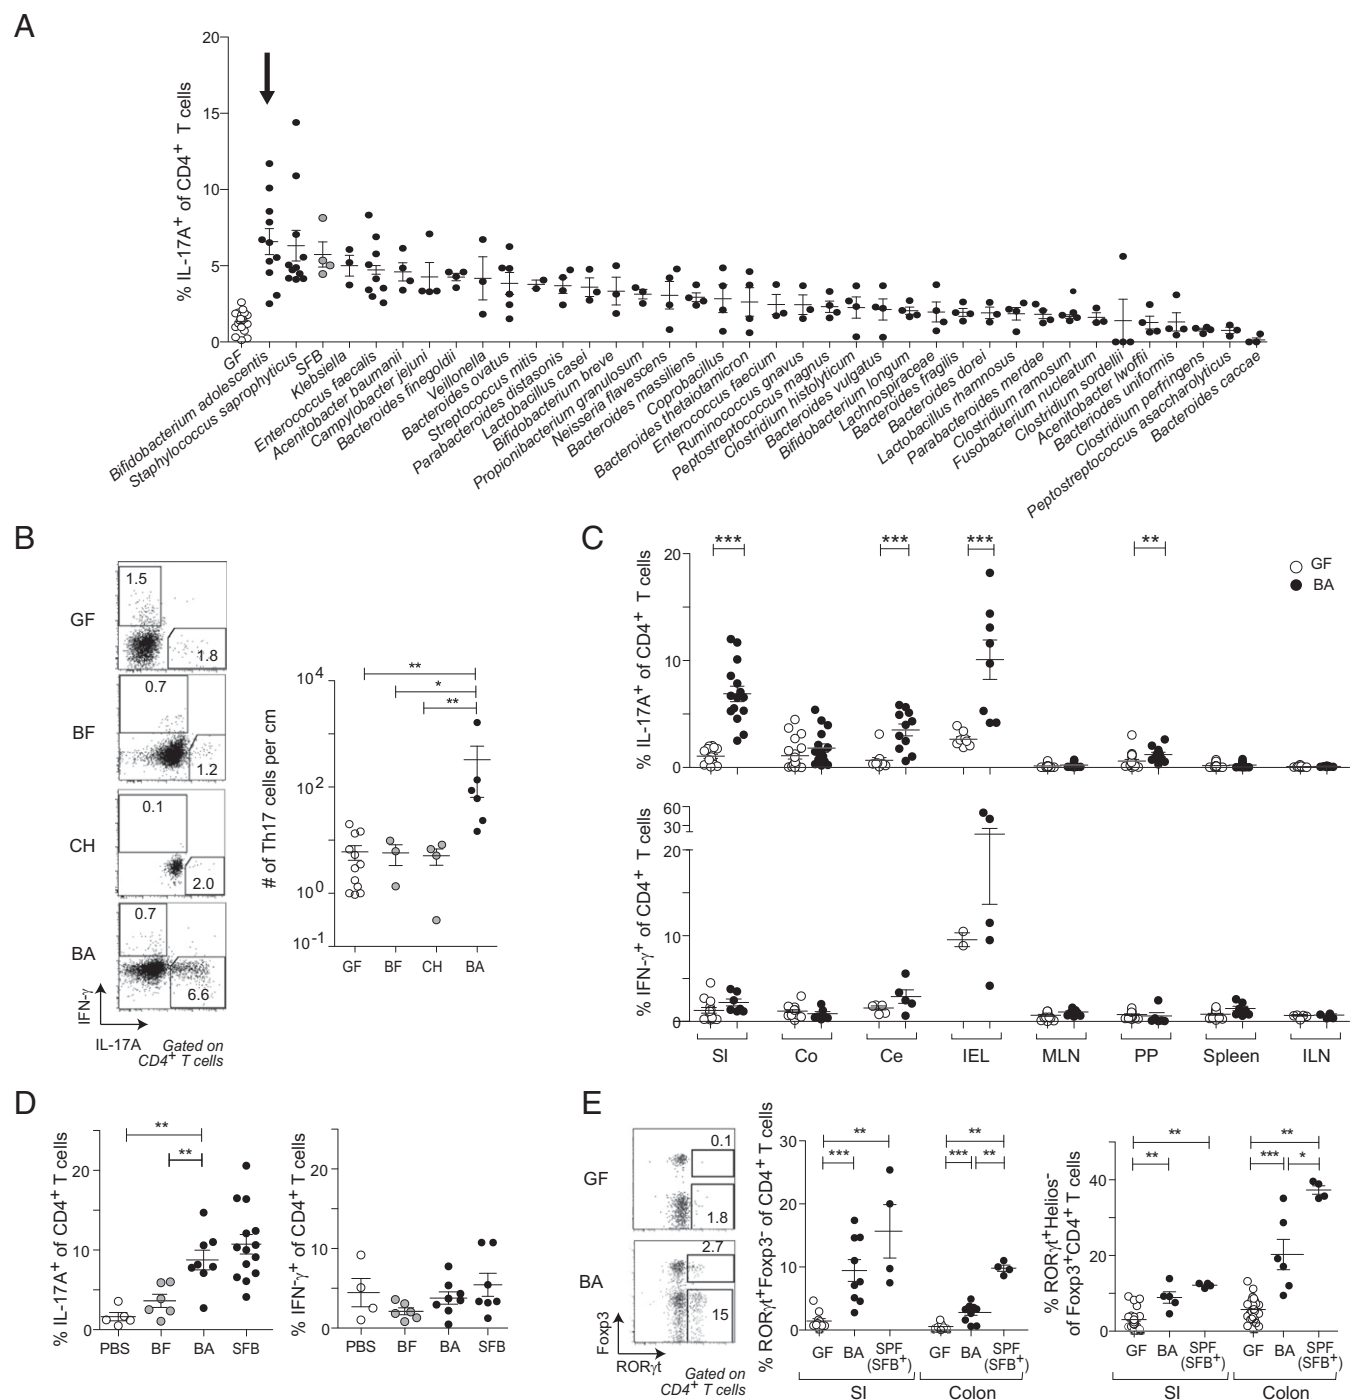 A
% IL-17A⁺ of CD4⁺ T cells
20
15
10
5
0
GF
Bifidobacterium adolescentis
Staphylococcus saprophyticus
SFB
Klebsiella
Enterococcus faecalis
Acenitobacter baumanii
Campylobacter jejuni
Bacteroides finegoldii
Veillonella
Bacteroides ovatus
Streptococcus mitis
Parabacteroides distasonis
Lactobacillus casei
Bifidobacterium breve
Propionibacterium granulosum
Neisseria flavescens
Bacteroides massiliens
Coprobacillus
Bacteroides thetaiotamicron
Enterococcus faecium
Ruminococcus gnavus
Peptostreptococcus magnus
Clostridium histolyticum
Bacteroides vulgatus
Bifidobacterium longum
Lachnospiraceae
Bacteroides fragilis
Bacteroides dorei
Lactobacillus rhamnosus
Parabacteroides merdae
Clostridium ramosum
Fusobacterium nucleatum
Clostridium sordellii
Acenitobacter lwoffii
Bacteroides uniformis
Clostridium perfringens
Peptostreptococcus asaccharolyticus
Bacteroides caccae
B
GF
1.5
1.8
BF
0.7
1.2
CH
0.1
2.0
BA
0.7
6.6
IFN-γ
IL-17A
Gated on
CD4⁺ T cells
# of Th17 cells per cm
10⁴
10²
10⁰
10⁻¹
**
*
**
GF BF CH BA
C
% IL-17A⁺ of CD4⁺ T cells
20
10
0
*** *** *** **
GF
BA
% IFN-γ⁺ of CD4⁺ T cells
60
30
20
10
0
SI Co Ce IEL MLN PP Spleen ILN
D
% IL-17A⁺ of CD4⁺ T cells
20
10
0
**
**
PBS BF BA SFB
% IFN-γ⁺ of CD4⁺ T cells
20
10
0
PBS BF BA SFB
E
GF
0.1
1.8
BA
2.7
15
Foxp3
RORγt
Gated on
CD4⁺ T cells
% RORγt⁺Foxp3⁻ of CD4⁺ T cells
30
20
10
0
** **
*** *** **
GF BA SPF (SFB⁺) GF BA SPF (SFB⁺)
SI Colon
% RORγt⁺Helios⁻
of Foxp3⁺CD4⁺ T cells
40
20
0
** **
** *** *
GF BA SPF (SFB⁺) GF BA SPF (SFB⁺)
SI Colon